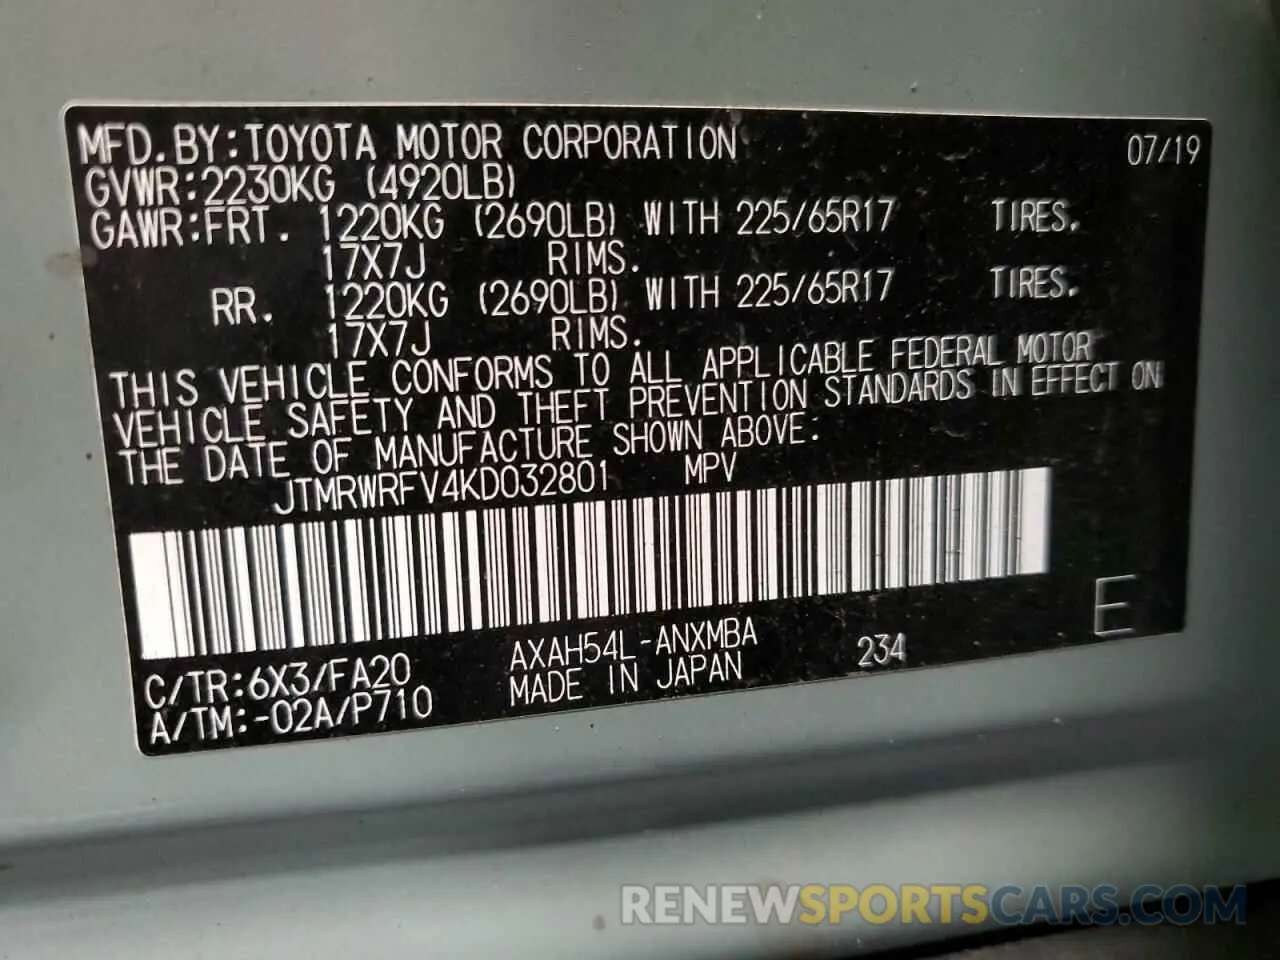 MFD.BY:TOYOTA MOTOR CORPORATION 07/19
GVWR:2230KG (4920LB)
GAWR:FRT. 1220KG (2690LB) WITH 225/65R17 TIRES.
17X7J RIMS.
RR. 1220KG (2690LB) WITH 225/65R17 TIRES.
17X7J RIMS.
THIS VEHICLE CONFORMS TO ALL APPLICABLE FEDERAL MOTOR
VEHICLE SAFETY AND THEFT PREVENTION STANDARDS IN EFFECT ON
THE DATE OF MANUFACTURE SHOWN ABOVE.
JTMRWRFV4KD032801 MPV
E
C/TR:6X3/FA20 AXAH54L-ANXMBA 234
A/TM:-02A/P710 MADE IN JAPAN
RENEWSPORTSCARS.COM